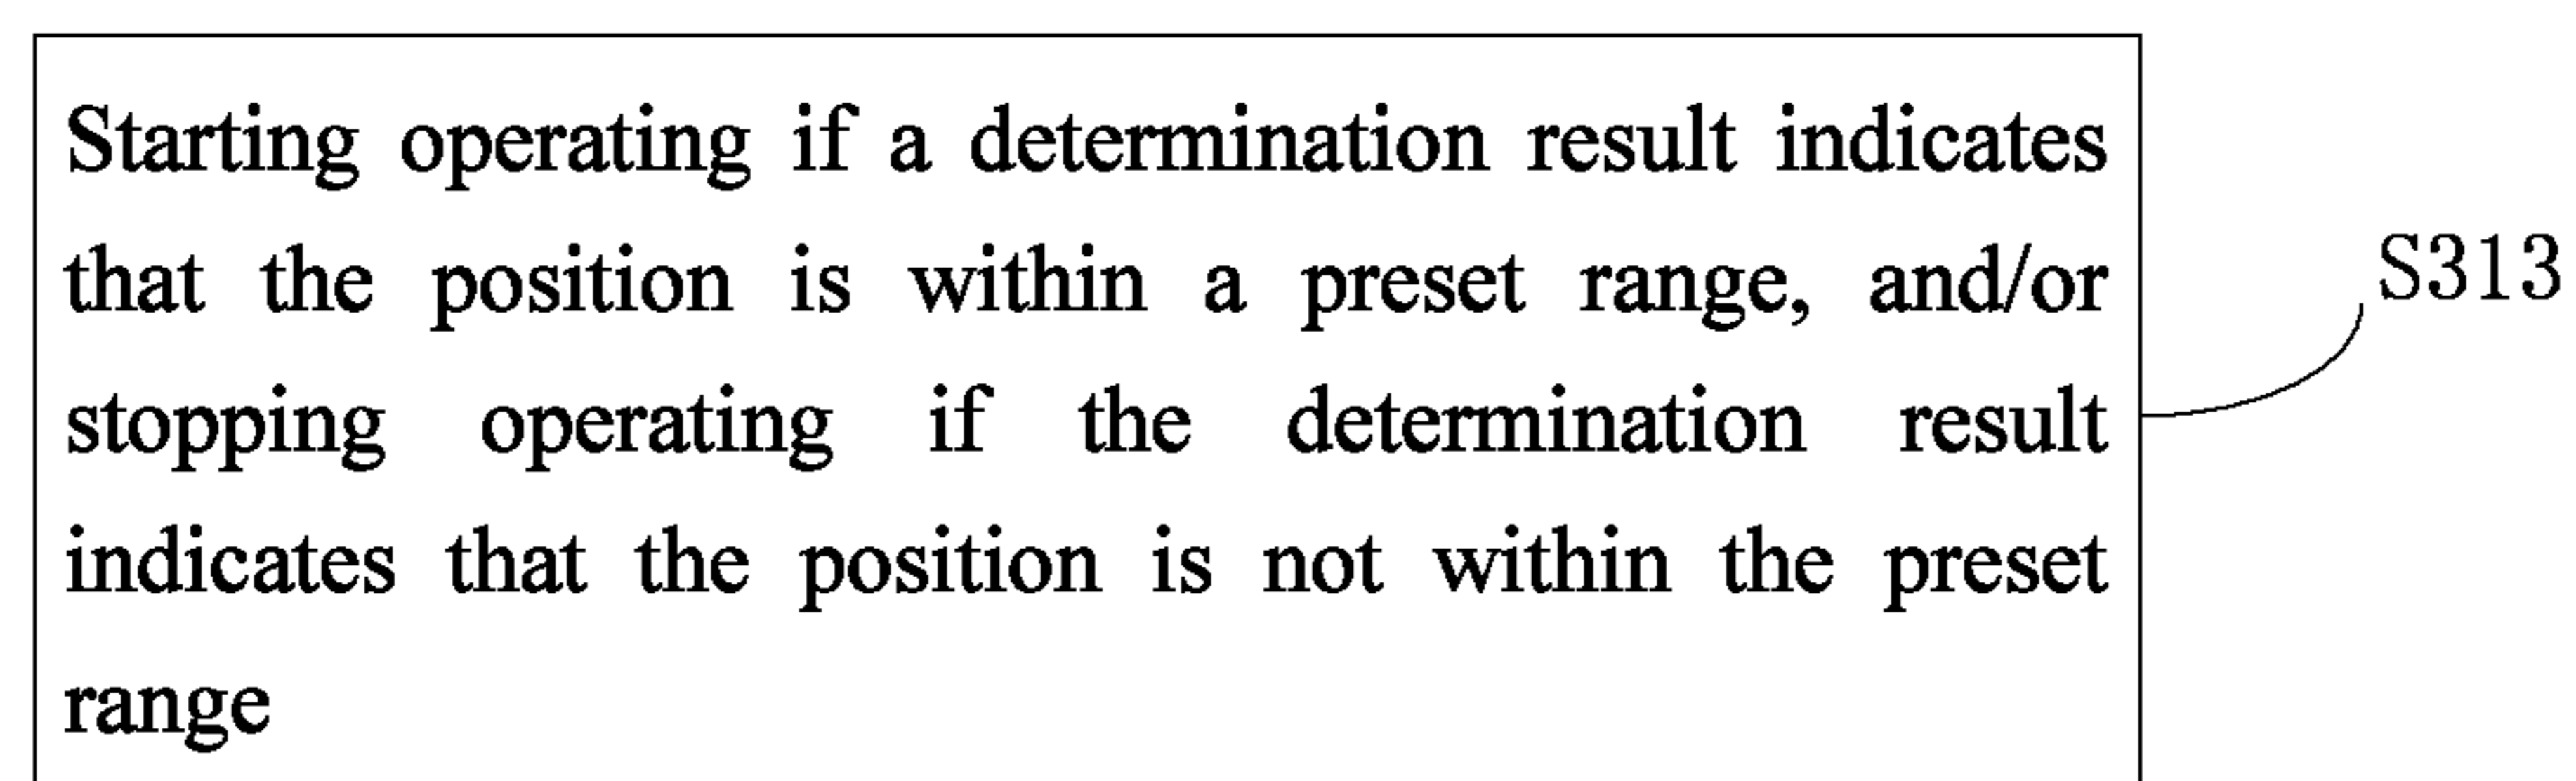 Starting operating if a determination result indicates
that the position is within a preset range, and/or
stopping operating if the determination result
indicates that the position is not within the preset
range
S313